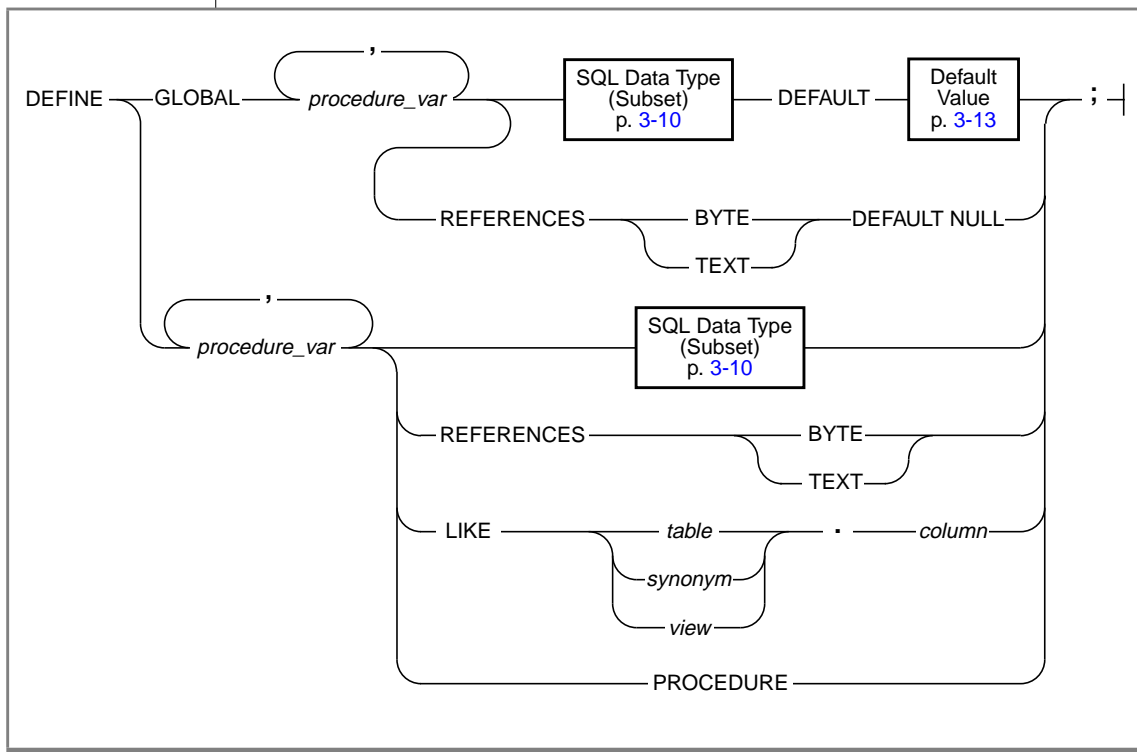 ,
DEFINE GLOBAL procedure_var SQL Data Type (Subset) p. 3-10 DEFAULT Default Value p. 3-13 ;
REFERENCES BYTE DEFAULT NULL
TEXT
,
procedure_var SQL Data Type (Subset) p. 3-10
REFERENCES BYTE
TEXT
LIKE table . column
synonym
view
PROCEDURE